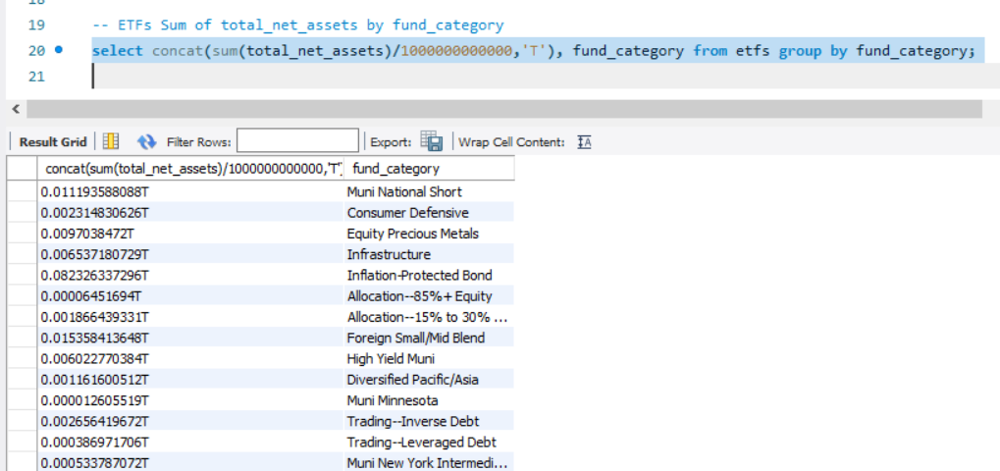 19 -- ETFs Sum of total_net_assets by fund_category
20 select concat(sum(total_net_assets)/1000000000000,'T'), fund_category from etfs group by fund_category;
21
Result Grid Filter Rows: Export: Wrap Cell Content:
concat(sum(total_net_assets)/1000000000000,'T' fund_category
0.011193588088T Muni National Short
0.002314830626T Consumer Defensive
0.0097038472T Equity Precious Metals
0.006537180729T Infrastructure
0.082326337296T Inflation-Protected Bond
0.00006451694T Allocation--85%+ Equity
0.001866439331T Allocation--15% to 30% ...
0.015358413648T Foreign Small/Mid Blend
0.006022770384T High Yield Muni
0.001161600512T Diversified Pacific/Asia
0.000012605519T Muni Minnesota
0.002656419672T Trading--Inverse Debt
0.000386971706T Trading--Leveraged Debt
0.000533787072T Muni New York Intermedi...